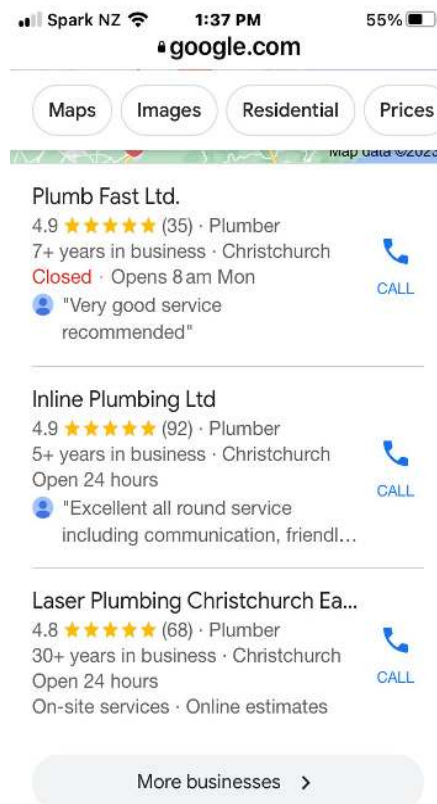 Spark NZ 1:37 PM 55%
google.com
Maps Images Residential Prices
Map data ©2023
Plumb Fast Ltd.
4.9 ★★★★★ (35) · Plumber
7+ years in business · Christchurch
Closed · Opens 8 am Mon
CALL
"Very good service
recommended"
Inline Plumbing Ltd
4.9 ★★★★★ (92) · Plumber
5+ years in business · Christchurch
Open 24 hours
CALL
"Excellent all round service
including communication, friendl...
Laser Plumbing Christchurch Ea...
4.8 ★★★★★ (68) · Plumber
30+ years in business · Christchurch
Open 24 hours
CALL
On-site services · Online estimates
More businesses >